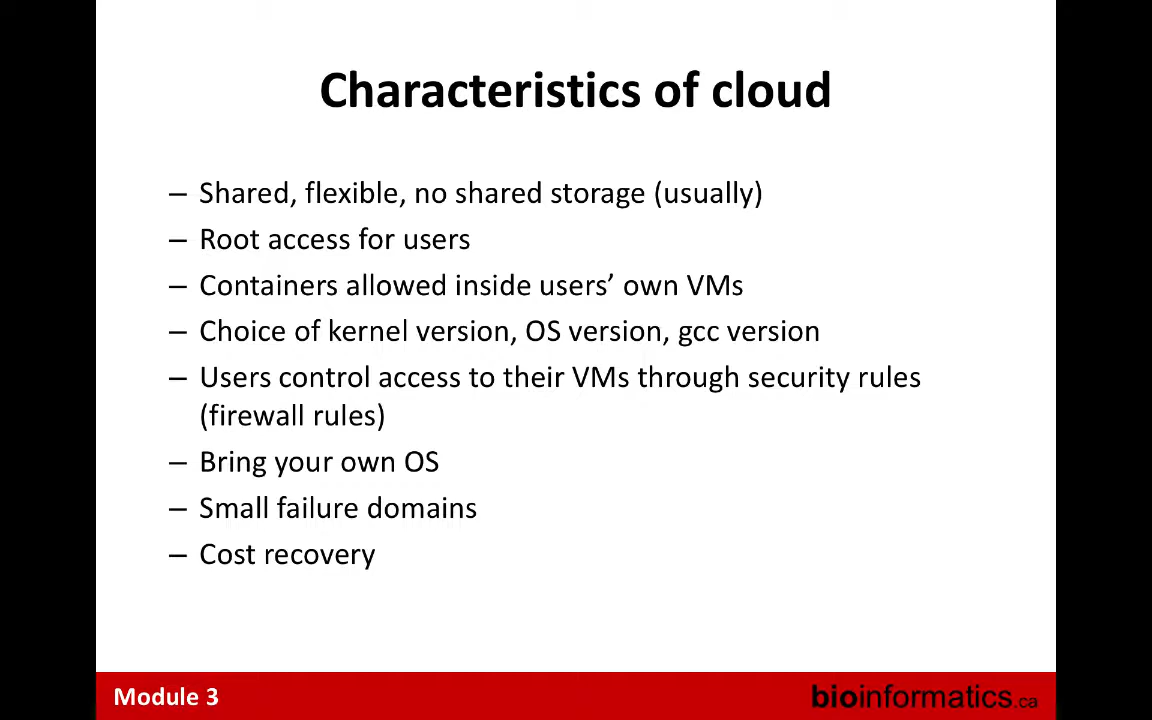 Characteristics of cloud
– Shared, flexible, no shared storage (usually)
– Root access for users
– Containers allowed inside users’ own VMs
– Choice of kernel version, OS version, gcc version
– Users control access to their VMs through security rules
(firewall rules)
– Bring your own OS
– Small failure domains
– Cost recovery
Module 3
bioinformatics.ca